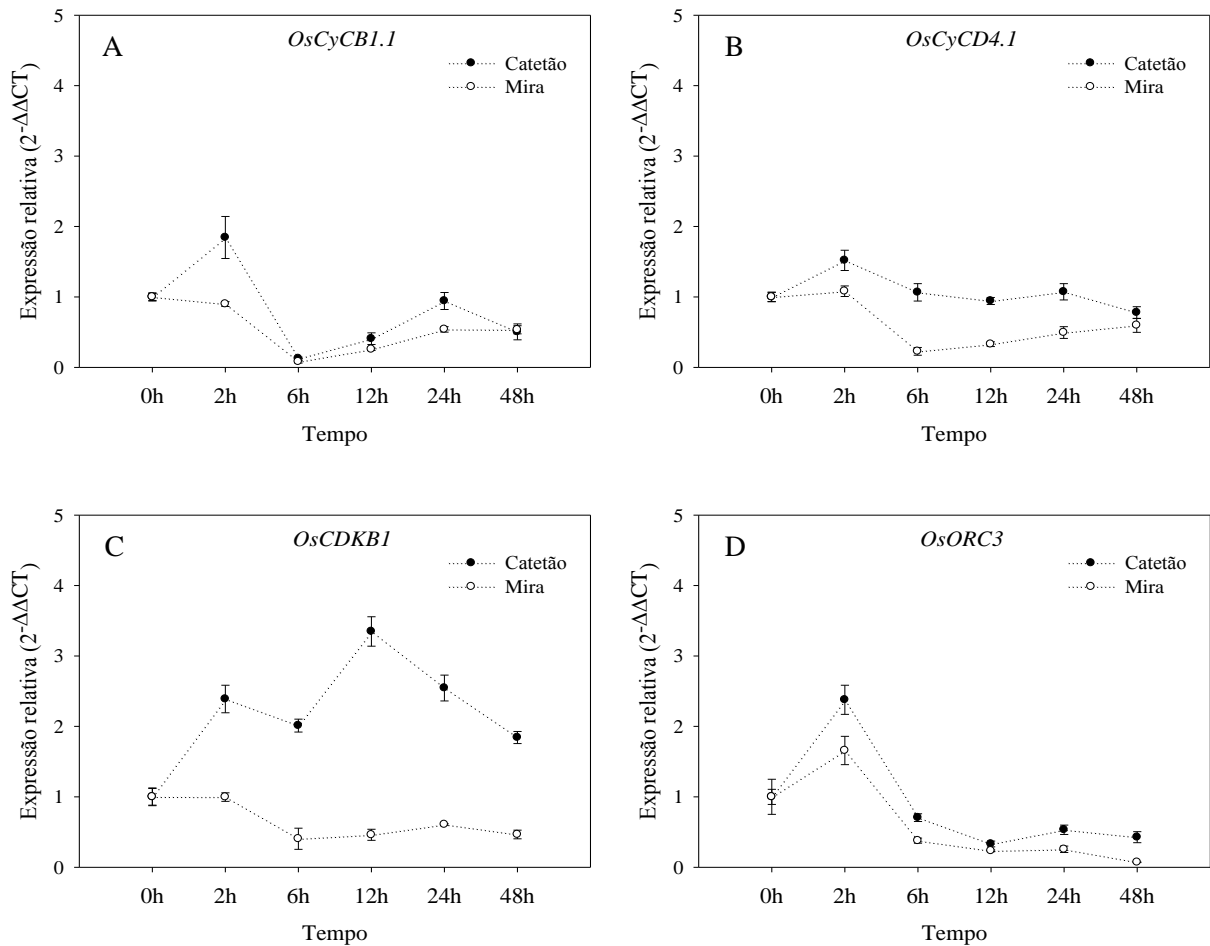 A
OsCyCB1.1
Catetão
Mira
Expressão relativa (2^-ΔΔCT)
5
4
3
2
1
0
0h 2h 6h 12h 24h 48h
Tempo
B
OsCyCD4.1
Catetão
Mira
Expressão relativa (2^-ΔΔCT)
5
4
3
2
1
0
0h 2h 6h 12h 24h 48h
Tempo
C
OsCDKB1
Catetão
Mira
Expressão relativa (2^-ΔΔCT)
5
4
3
2
1
0
0h 2h 6h 12h 24h 48h
Tempo
D
OsORC3
Catetão
Mira
Expressão relativa (2^-ΔΔCT)
5
4
3
2
1
0
0h 2h 6h 12h 24h 48h
Tempo